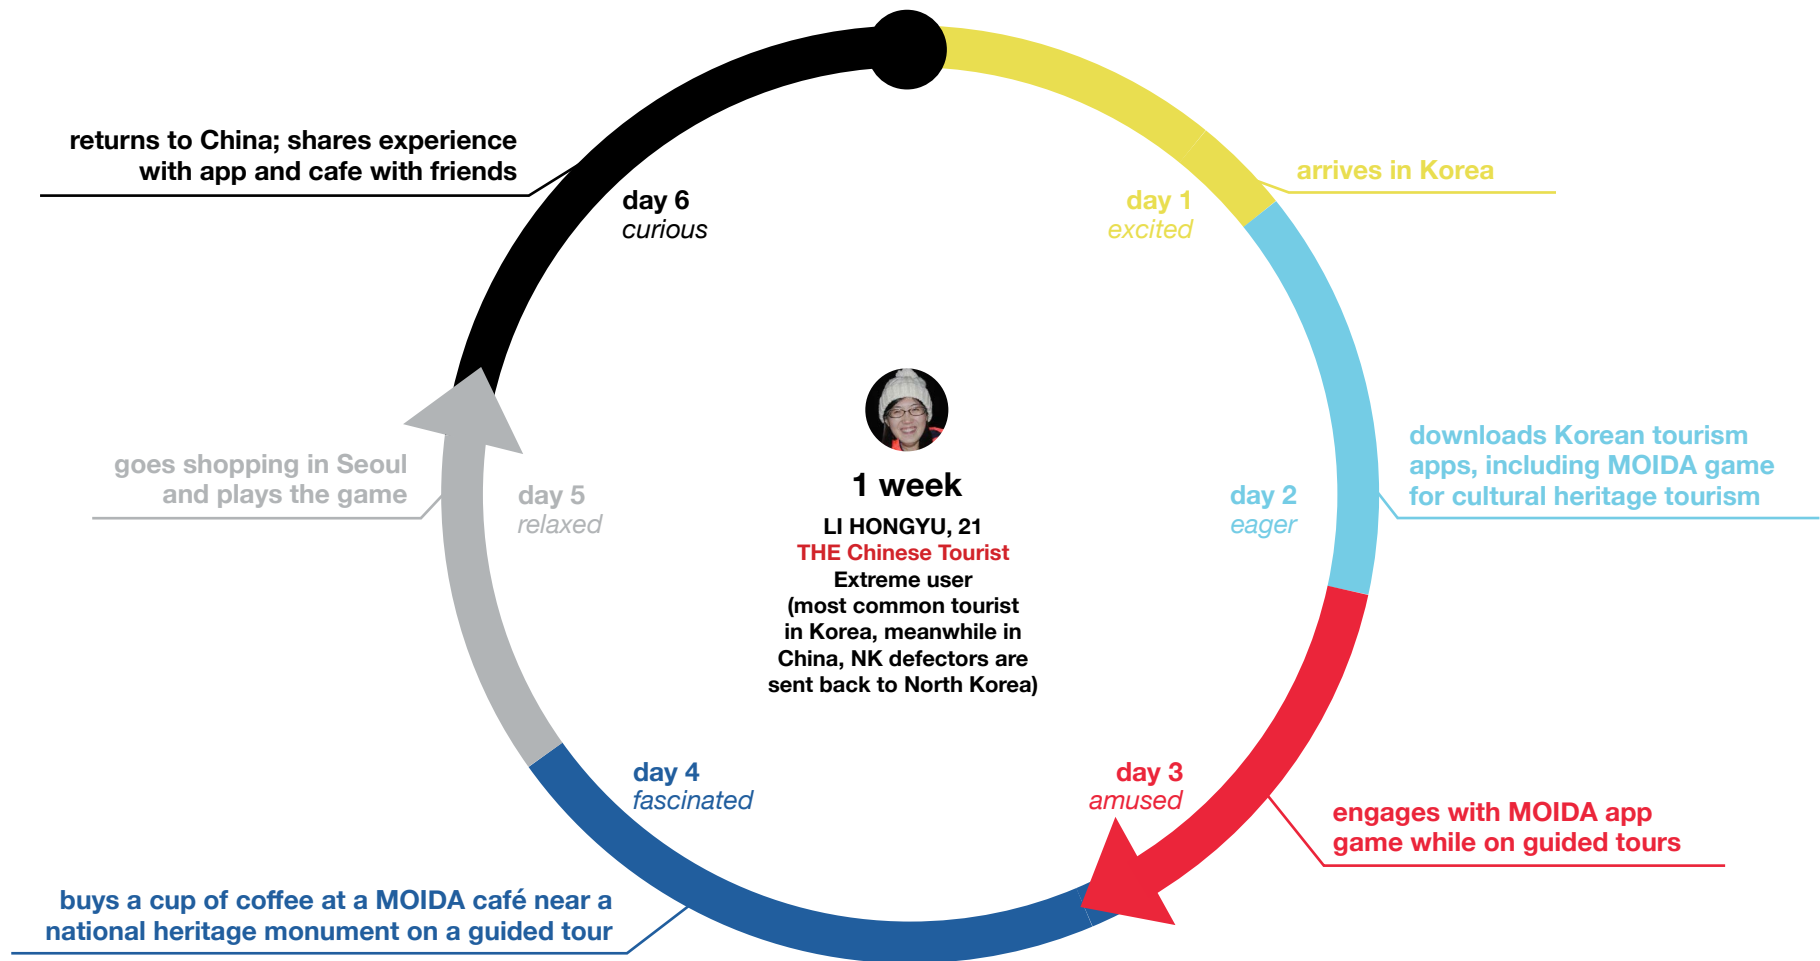 arrives in Korea
day 1
excited
downloads Korean tourism
apps, including MOIDA game
for cultural heritage tourism
day 2
eager
engages with MOIDA app
game while on guided tours
day 3
amused
buys a cup of coffee at a MOIDA café near a
national heritage monument on a guided tour
day 4
fascinated
goes shopping in Seoul
and plays the game
day 5
relaxed
returns to China; shares experience
with app and cafe with friends
day 6
curious
1 week
LI HONGYU, 21
THE Chinese Tourist
Extreme user
(most common tourist
in Korea, meanwhile in
China, NK defectors are
sent back to North Korea)